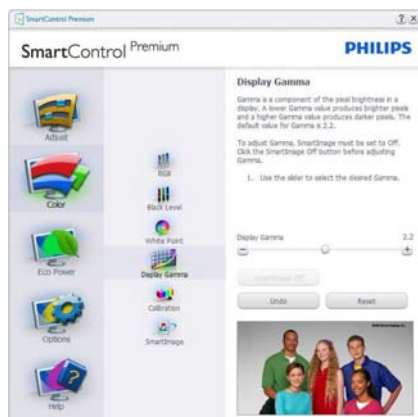 SmartControl Premium
SmartControl Premium
PHILIPS
Adjust
Color
Eco Power
Options
Help
RGB
Black Level
White Point
Display Gamma
Calibration
SmartImage
Display Gamma
Gamma is a component of the pixel brightness in a
display. A lower Gamma value produces brighter pixels
and a higher Gamma value produces darker pixels. The
default value for Gamma is 2.2.
To adjust Gamma, SmartImage must be set to Off.
Click the SmartImage Off button before adjusting
Gamma.
1. Use the slider to select the desired Gamma.
Display Gamma 2.2
SmartImage Off
Undo Reset